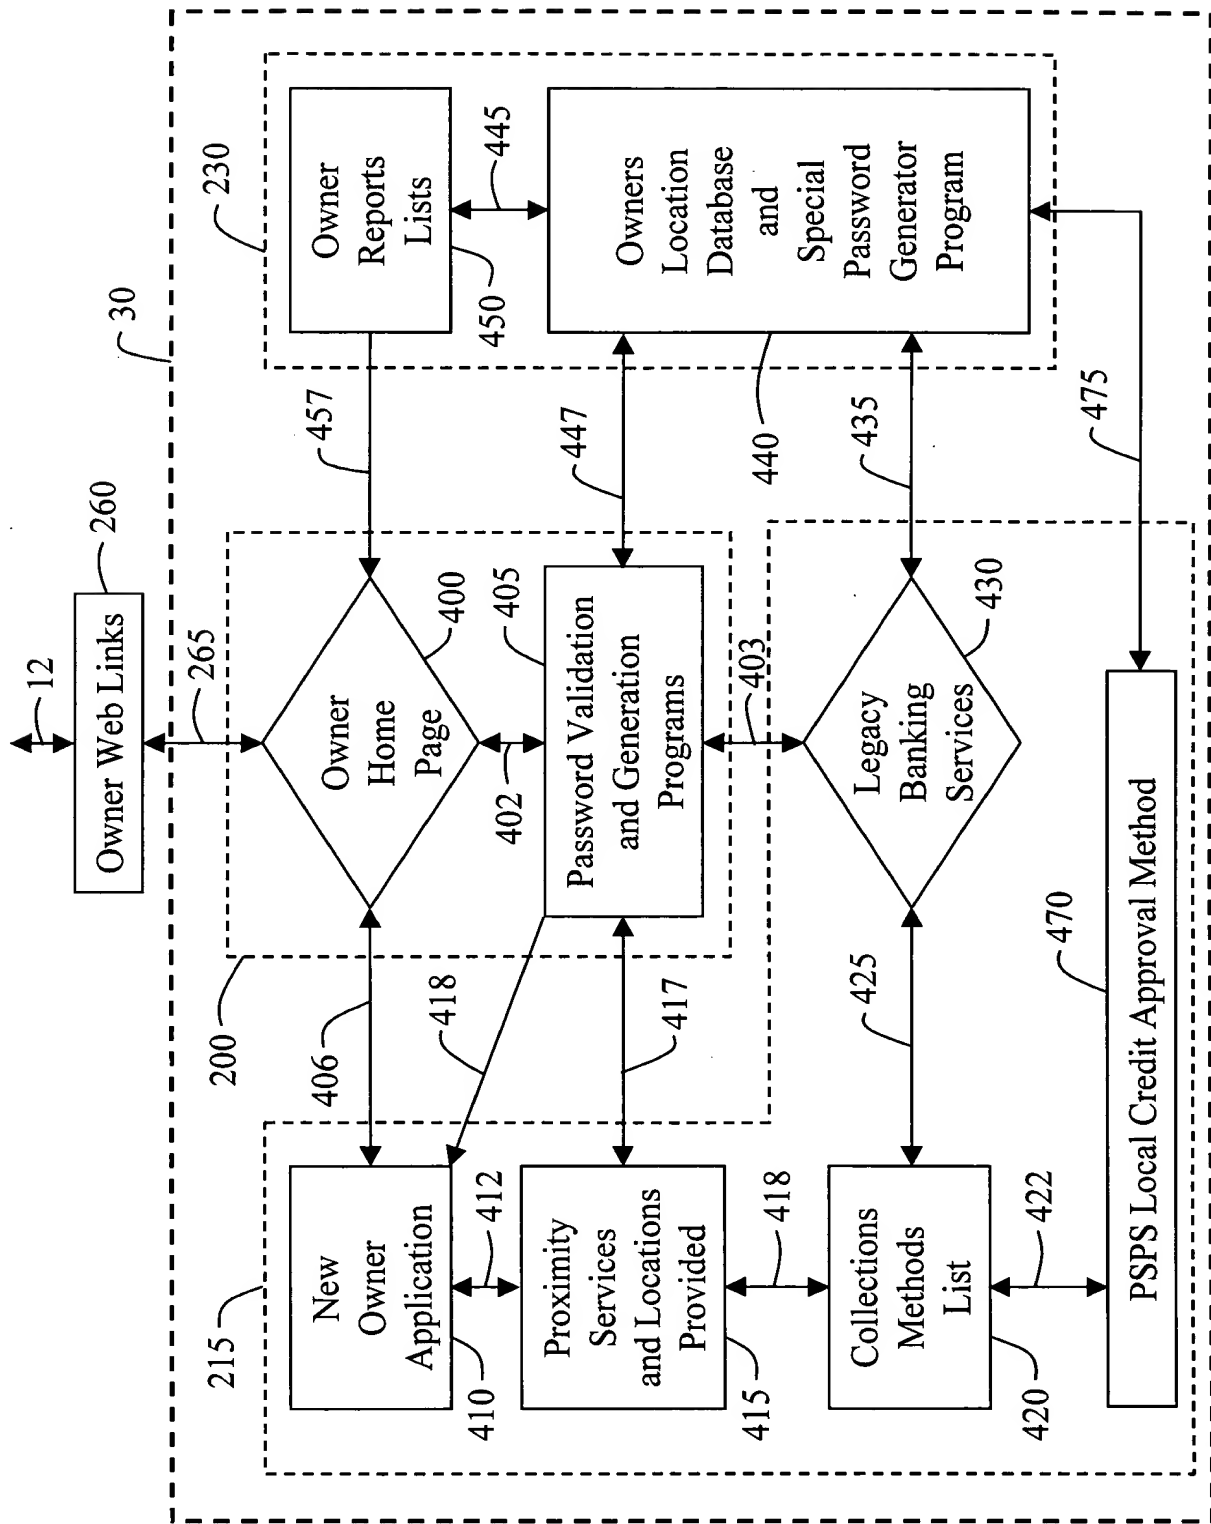 12
Owner Web Links
260
265
30
215
New
Owner
Application
410
406
200
Owner
Home
Page
400
457
230
Owner
Reports
Lists
450
445
412
418
402
405
Password Validation
and Generation
Programs
447
Proximity
Services
and Locations
Provided
415
417
440
Owners
Location
Database
and
Special
Password
Generator
Program
418
403
Collections
Methods
List
420
425
Legacy
Banking
Services
430
435
422
470
475
PSPS Local Credit Approval Method